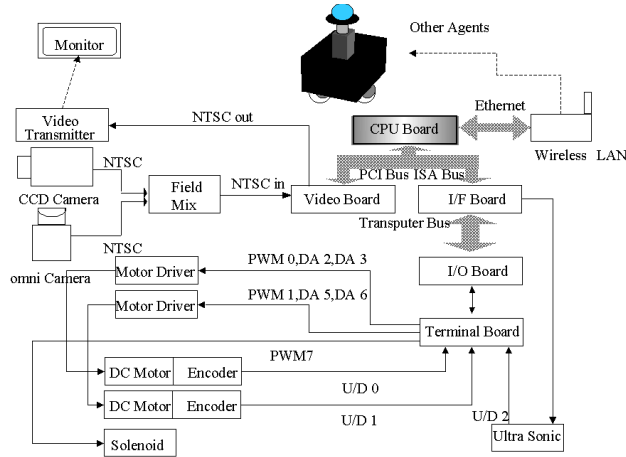 Other Agents
Monitor
Ethernet
Video
Transmitter
NTSC out
CPU Board
Wireless LAN
NTSC
CCD Camera
Field
Mix
NTSC in
PCI Bus ISA Bus
Video Board
I/F Board
Transputer Bus
omni Camera
NTSC
Motor Driver
PWM 0,DA 2,DA 3
I/O Board
Motor Driver
PWM 1,DA 5,DA 6
Terminal Board
PWM7
DC Motor
Encoder
U/D 0
DC Motor
Encoder
U/D 1
U/D 2
Solenoid
Ultra Sonic